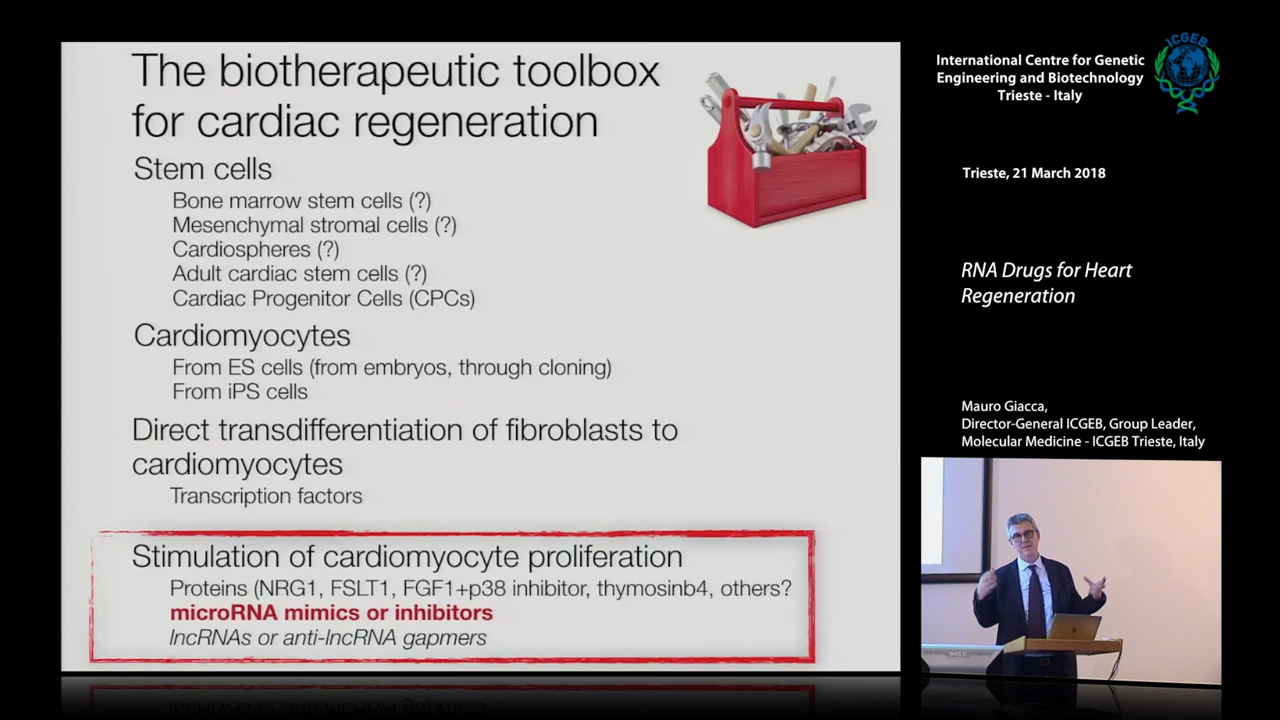 The biotherapeutic toolbox
for cardiac regeneration
Stem cells
Bone marrow stem cells (?)
Mesenchymal stromal cells (?)
Cardiospheres (?)
Adult cardiac stem cells (?)
Cardiac Progenitor Cells (CPCs)
Cardiomyocytes
From ES cells (from embryos, through cloning)
From iPS cells
Direct transdifferentiation of fibroblasts to
cardiomyocytes
Transcription factors
Stimulation of cardiomyocyte proliferation
Proteins (NRG1, FSLT1, FGF1+p38 inhibitor, thymosinb4, others?
microRNA mimics or inhibitors
lncRNAs or anti-lncRNA gapmers
International Centre for Genetic
Engineering and Biotechnology
Trieste - Italy
ICGEB
Trieste, 21 March 2018
RNA Drugs for Heart
Regeneration
Mauro Giacca,
Director-General ICGEB, Group Leader,
Molecular Medicine - ICGEB Trieste, Italy
ICGEB